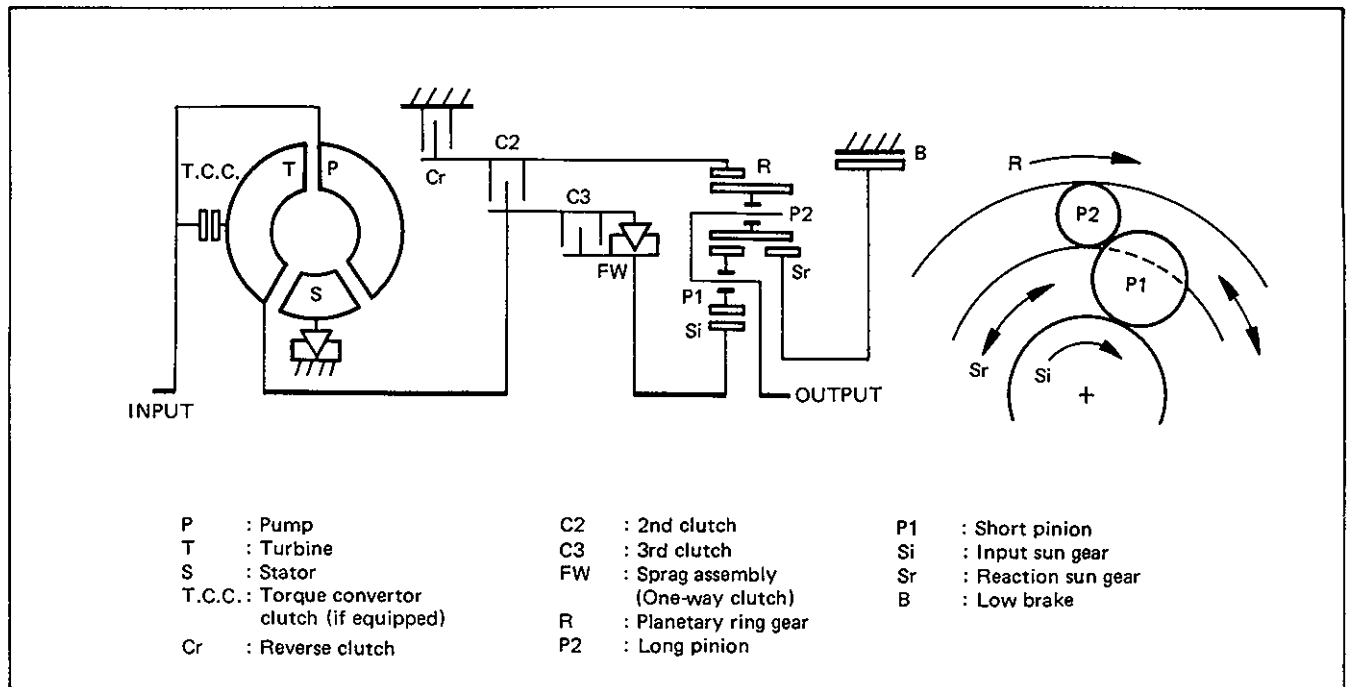 C2
B
T.C.C.
T
P
R
R
Cr
C3
P2
P2
FW
Sr
P1
S
P1
Si
Sr
Si
INPUT
OUTPUT
P : Pump
T : Turbine
S : Stator
T.C.C. : Torque convertor
clutch (if equipped)
Cr : Reverse clutch
C2 : 2nd clutch
C3 : 3rd clutch
FW : Sprag assembly
(One-way clutch)
R : Planetary ring gear
P2 : Long pinion
P1 : Short pinion
Si : Input sun gear
Sr : Reaction sun gear
B : Low brake